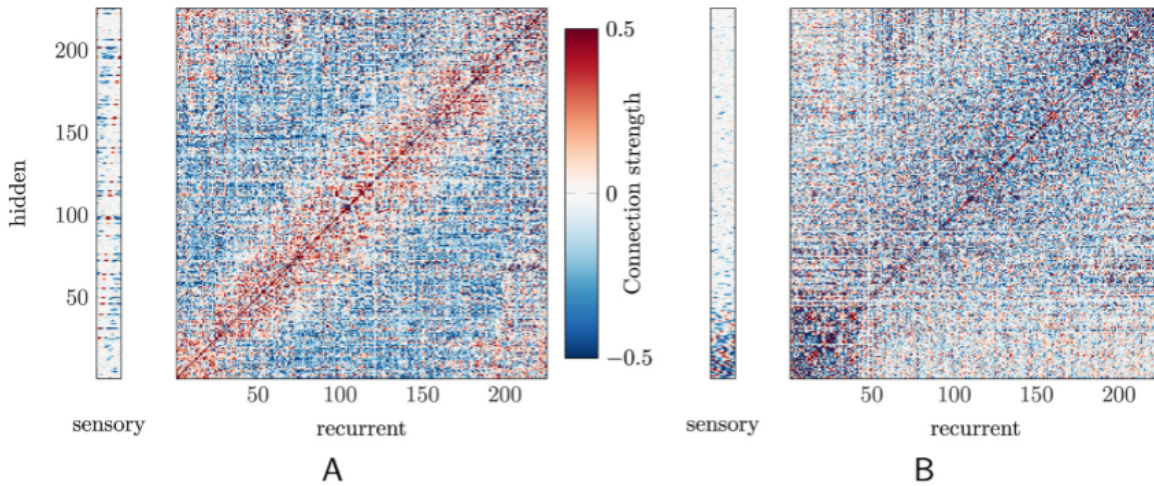 hidden
200
150
100
50
sensory
50 100 150 200
recurrent
A
0.5
0
−0.5
Connection strength
sensory
50 100 150 200
recurrent
B